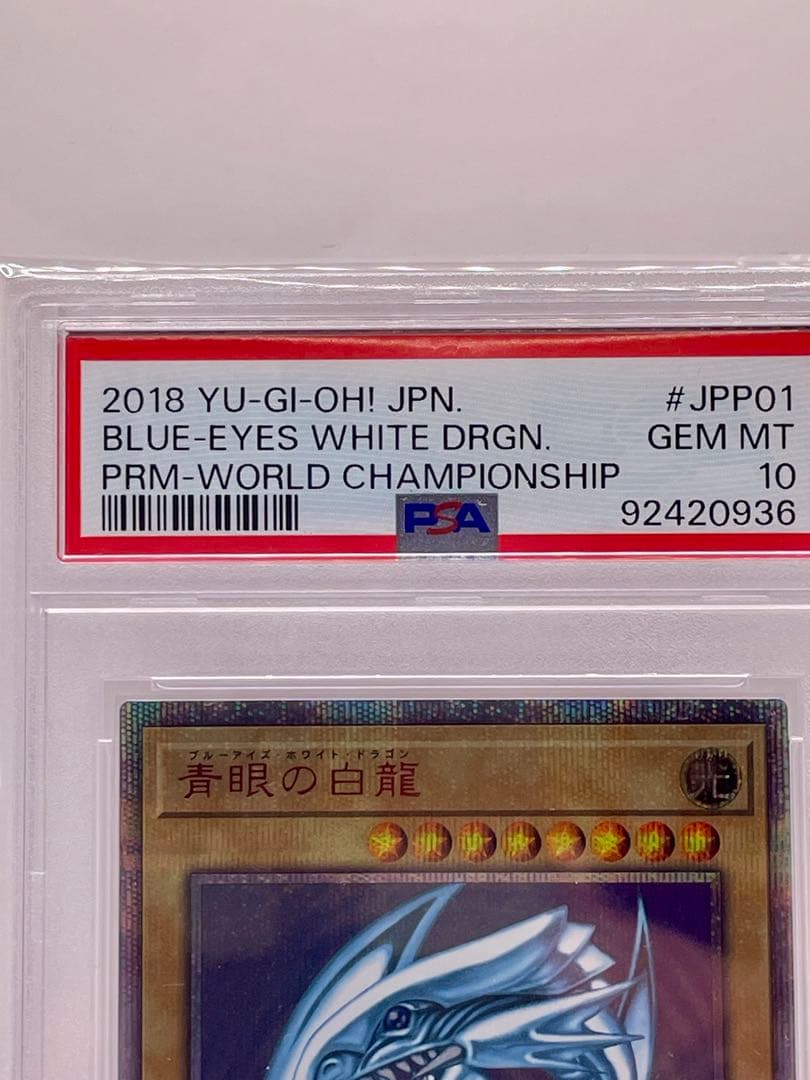 2018 YU-GI-OH! JPN. #JPP01
BLUE-EYES WHITE DRGN. GEM MT
PRM-WORLD CHAMPIONSHIP 10
PSA 92420936
ブルーアイズ・ホワイト・ドラゴン
青眼の白龍 光